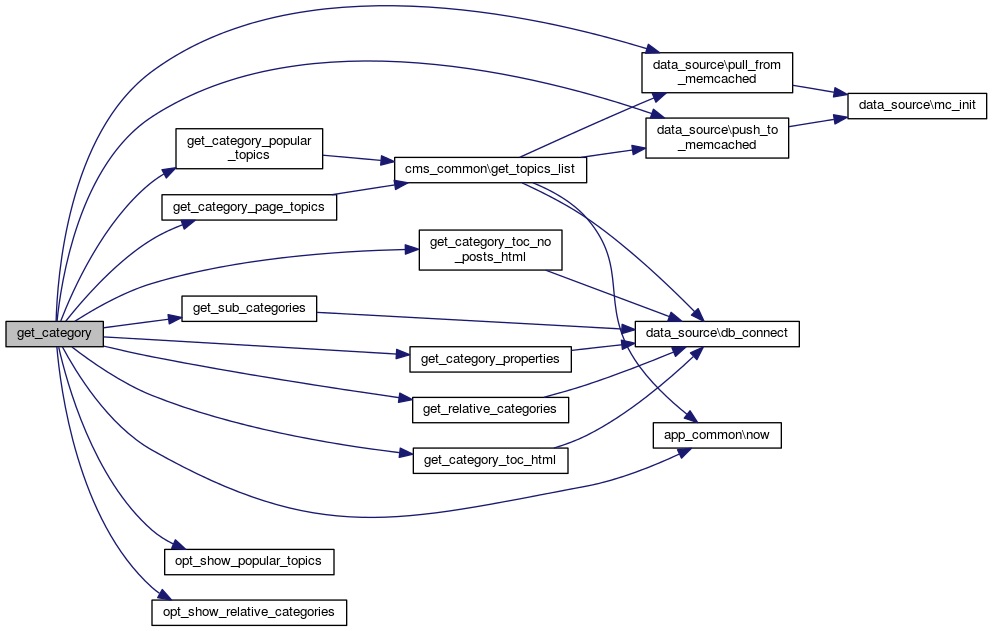 data_source\pull_from
_memcached
data_source\mc_init
data_source\push_to
_memcached
get_category_popular
_topics
cms_common\get_topics_list
get_category_page_topics
get_category_toc_no
_posts_html
get_sub_categories
get_category
data_source\db_connect
get_category_properties
get_relative_categories
app_common\now
get_category_toc_html
opt_show_popular_topics
opt_show_relative_categories